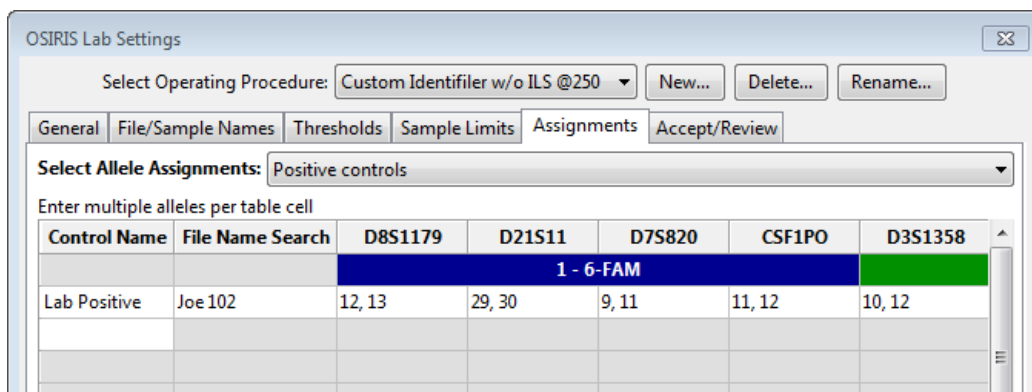 OSIRIS Lab Settings
Select Operating Procedure: Custom Identifiler w/o ILS @250 New... Delete... Rename...
General File/Sample Names Thresholds Sample Limits Assignments Accept/Review
Select Allele Assignments: Positive controls
Enter multiple alleles per table cell
Control Name File Name Search D8S1179 D21S11 D7S820 CSF1PO D3S1358
1 - 6-FAM
Lab Positive Joe 102 12, 13 29, 30 9, 11 11, 12 10, 12